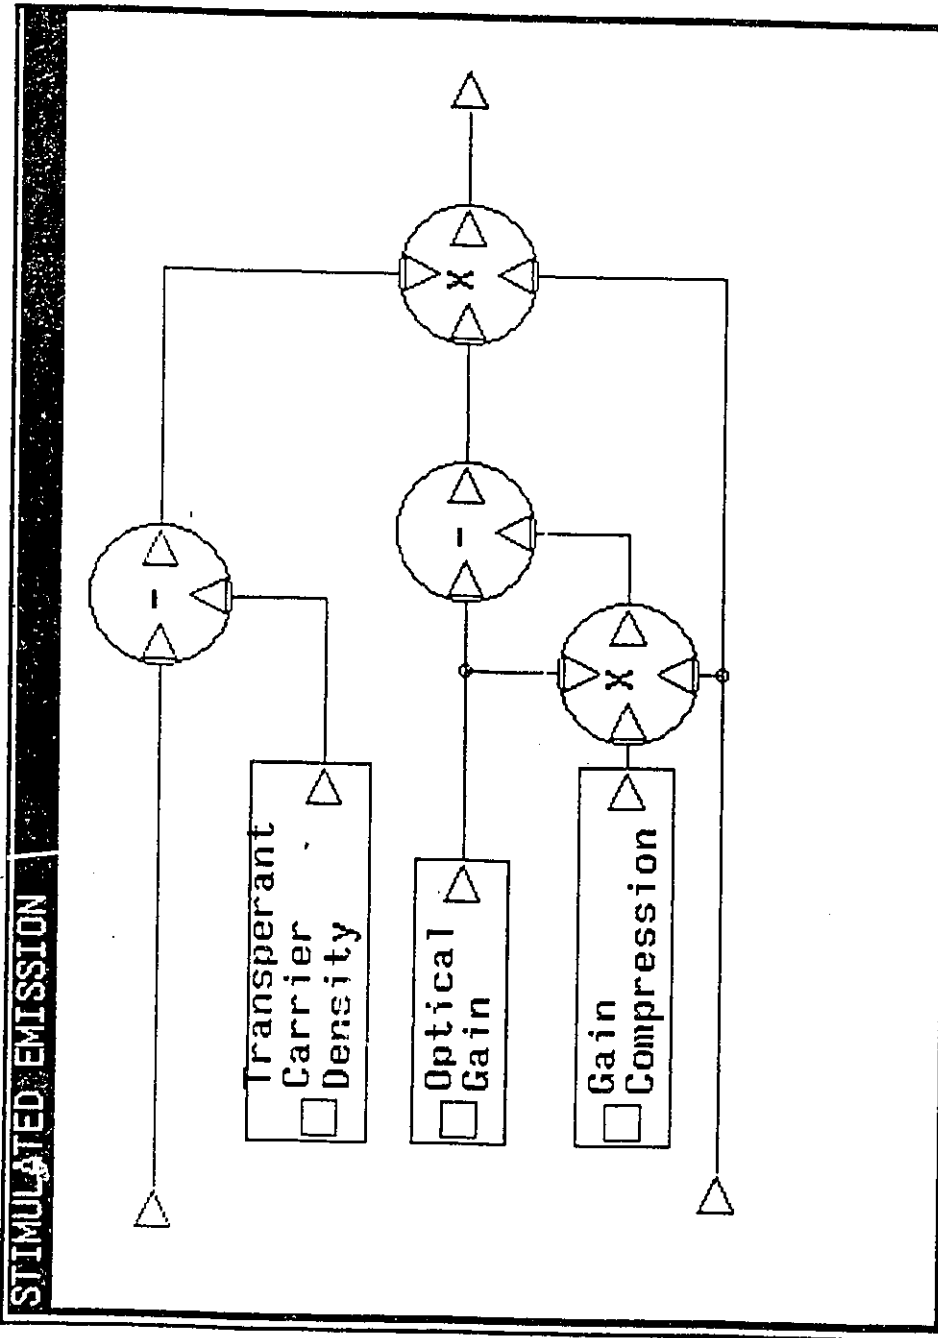 STIMULATED EMISSION
Transperant
Carrier
Density
Optical
Gain
Gain
Compression
-
-
x
x